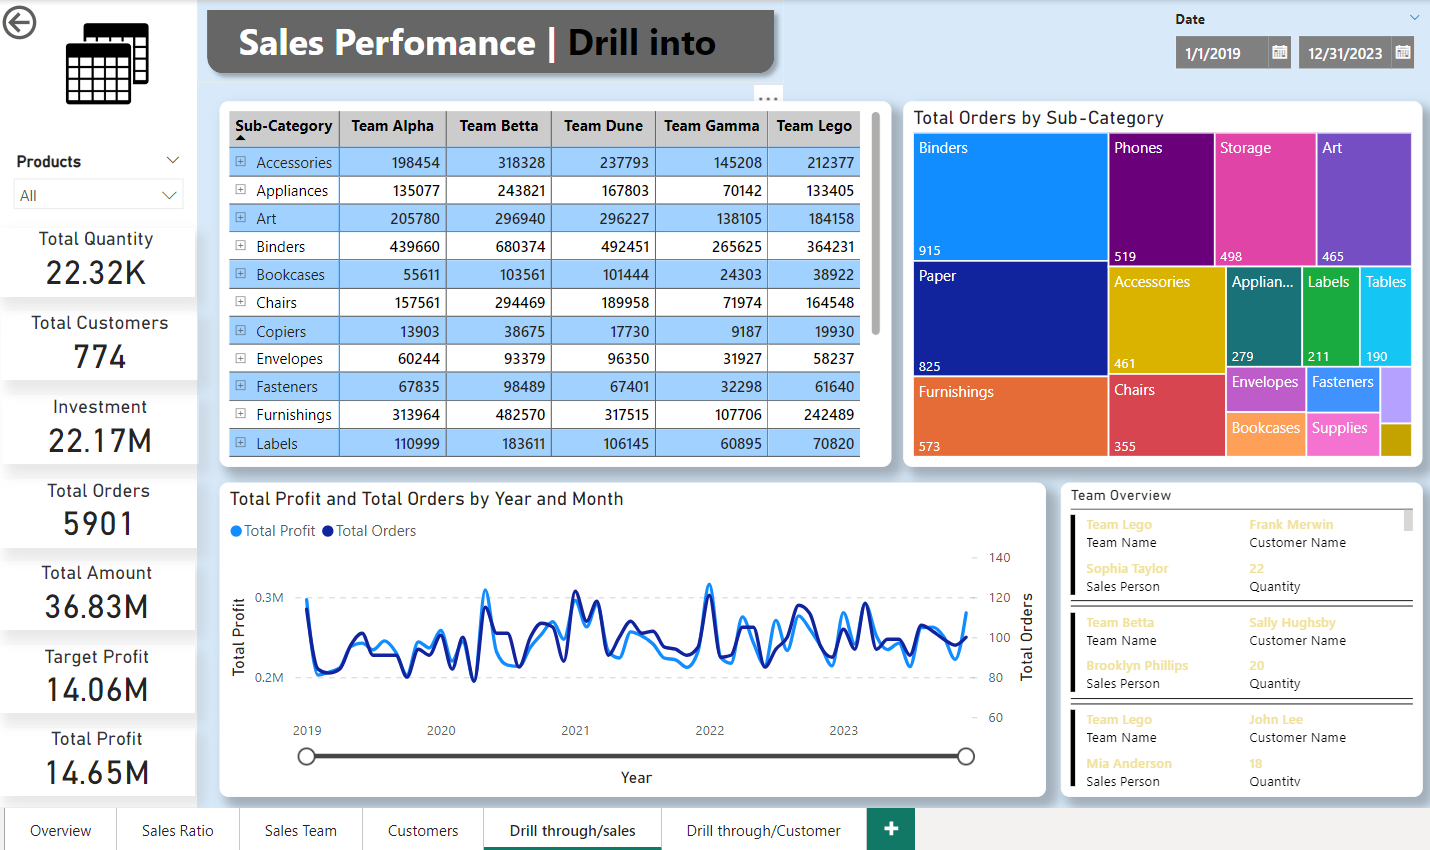 Sales Perfomance | Drill into
Date
1/1/2019
12/31/2023
Products
All
Total Quantity
22.32K
Total Customers
774
Investment
22.17M
Total Orders
5901
Total Amount
36.83M
Target Profit
14.06M
Total Profit
14.65M
Sub-Category Team Alpha Team Betta Team Dune Team Gamma Team Lego
Accessories 198454 318328 237793 145208 212377
Appliances 135077 243821 167803 70142 133405
Art 205780 296940 296227 138105 184158
Binders 439660 680374 492451 265625 364231
Bookcases 55611 103561 101444 24303 38922
Chairs 157561 294469 189958 71974 164548
Copiers 13903 38675 17730 9187 19930
Envelopes 60244 93379 96350 31927 58237
Fasteners 67835 98489 67401 32298 61640
Furnishings 313964 482570 317515 107706 242489
Labels 110999 183611 106145 60895 70820
Total Orders by Sub-Category
Binders
915
Paper
825
Furnishings
573
Phones
519
Storage
498
Art
465
Accessories
461
Chairs
355
Applian...
279
Labels
211
Tables
190
Envelopes
Fasteners
Bookcases
Supplies
Total Profit and Total Orders by Year and Month
Total Profit Total Orders
Total Profit
0.3M
0.2M
140
120
100
80
60
Total Orders
2019 2020 2021 2022 2023
Year
Team Overview
Team Lego Frank Merwin
Team Name Customer Name
Sophia Taylor 22
Sales Person Quantity
Team Betta Sally Hughsby
Team Name Customer Name
Brooklyn Phillips 20
Sales Person Quantity
Team Lego John Lee
Team Name Customer Name
Mia Anderson 18
Sales Person Quantity
Overview Sales Ratio Sales Team Customers Drill through/sales Drill through/Customer +